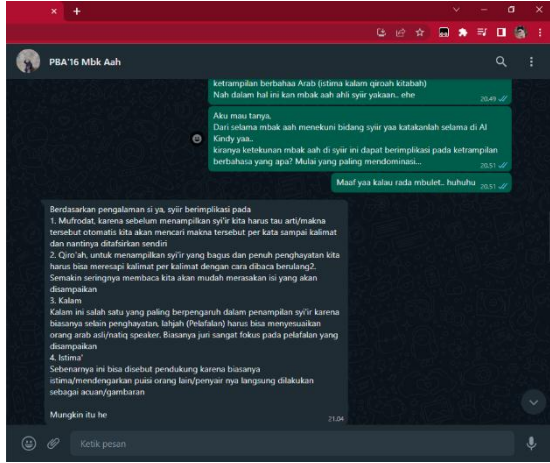 PBA'16 Mbk Aah
ketrampilan berbahaa Arab (istima kalam qiroah kitabah)
Nah dalam hal ini kan mbak aah ahli syiir yakaan.. ehe
20.49
Aku mau tanya,
Dari selama mbak aah menekuni bidang syiir yaa katakanlah selama di Al
Kindy yaa..
kiranya ketekunan mbak aah di syiir ini dapat berimplikasi pada ketrampilan
berbahasa yang apa? Mulai yang paling mendominasi...
20.51
Maaf yaa kalau rada mbulet.. huhuhu
20.51
Berdasarkan pengalaman si ya, syiir berimplikasi pada
1. Mufrodat, karena sebelum menampilkan syi'ir kita harus tau arti/makna
tersebut otomatis kita akan mencari makna tersebut per kata sampai kalimat
dan nantinya ditafsirkan sendiri
2. Qiro'ah, untuk menampilkan syi'ir yang bagus dan penuh penghayatan kita
harus bisa meresapi kalimat per kalimat dengan cara dibaca berulang2.
Semakin seringnya membaca kita akan mudah merasakan isi yang akan
disampaikan
3. Kalam
Kalam ini salah satu yang paling berpengaruh dalam penampilan syi'ir karena
biasanya selain penghayatan, lahjah (Pelafalan) harus bisa menyesuaikan
orang arab asli/natiq speaker. Biasanya juri sangat fokus pada pelafalan yang
disampaikan
4. Istima'
Sebenarnya ini bisa disebut pendukung karena biasanya
istima/mendengarkan puisi orang lain/penyair nya langsung dilakukan
sebagai acuan/gambaran
Mungkin itu he
21.04
Ketik pesan